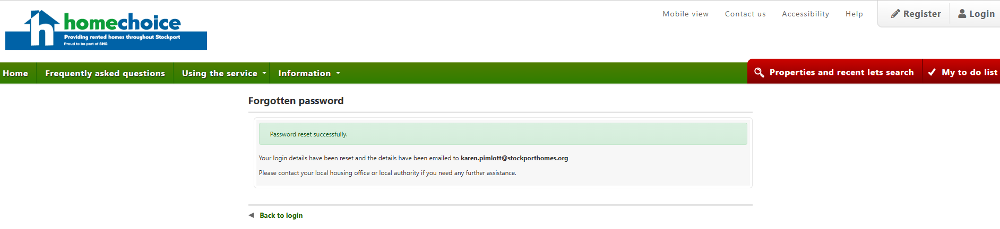 homechoice
Providing rented homes throughout Stockport
Proud to be part of SHG
Mobile view Contact us Accessibility Help Register Login
Home Frequently asked questions Using the service Information Properties and recent lets search My to do list
Forgotten password
Password reset successfully.
Your login details have been reset and the details have been emailed to karen.pimlott@stockporthomes.org
Please contact your local housing office or local authority if you need any further assistance.
Back to login